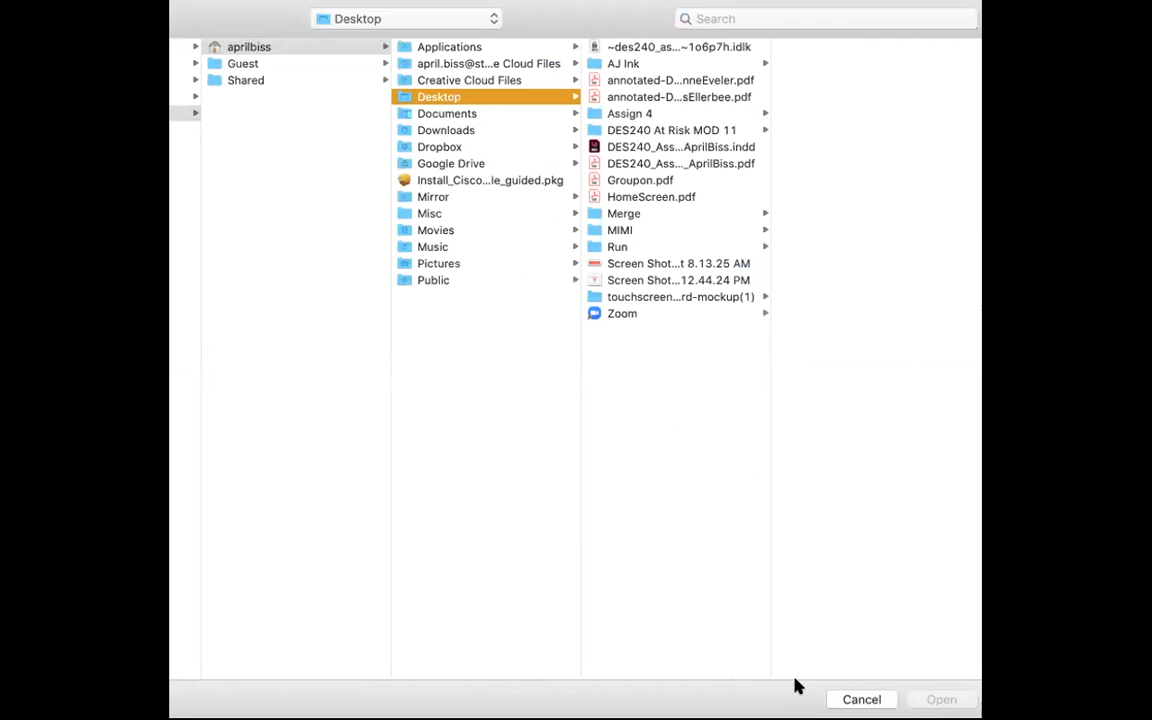 Desktop
Search
aprilbiss
Guest
Shared
Applications
april.biss@st...e Cloud Files
Creative Cloud Files
Desktop
Documents
Downloads
Dropbox
Google Drive
Install_Cisco...le_guided.pkg
Mirror
Misc
Movies
Music
Pictures
Public
~des240_as...~1o6p7h.idlk
AJ Ink
annotated-D...nneEveler.pdf
annotated-D...sEllerbee.pdf
Assign 4
DES240 At Risk MOD 11
DES240_Ass...AprilBiss.indd
DES240_Ass..._AprilBiss.pdf
Groupon.pdf
HomeScreen.pdf
Merge
MIMI
Run
Screen Shot...t 8.13.25 AM
Screen Shot...12.44.24 PM
touchscreen...rd-mockup(1)
Zoom
Cancel
Open